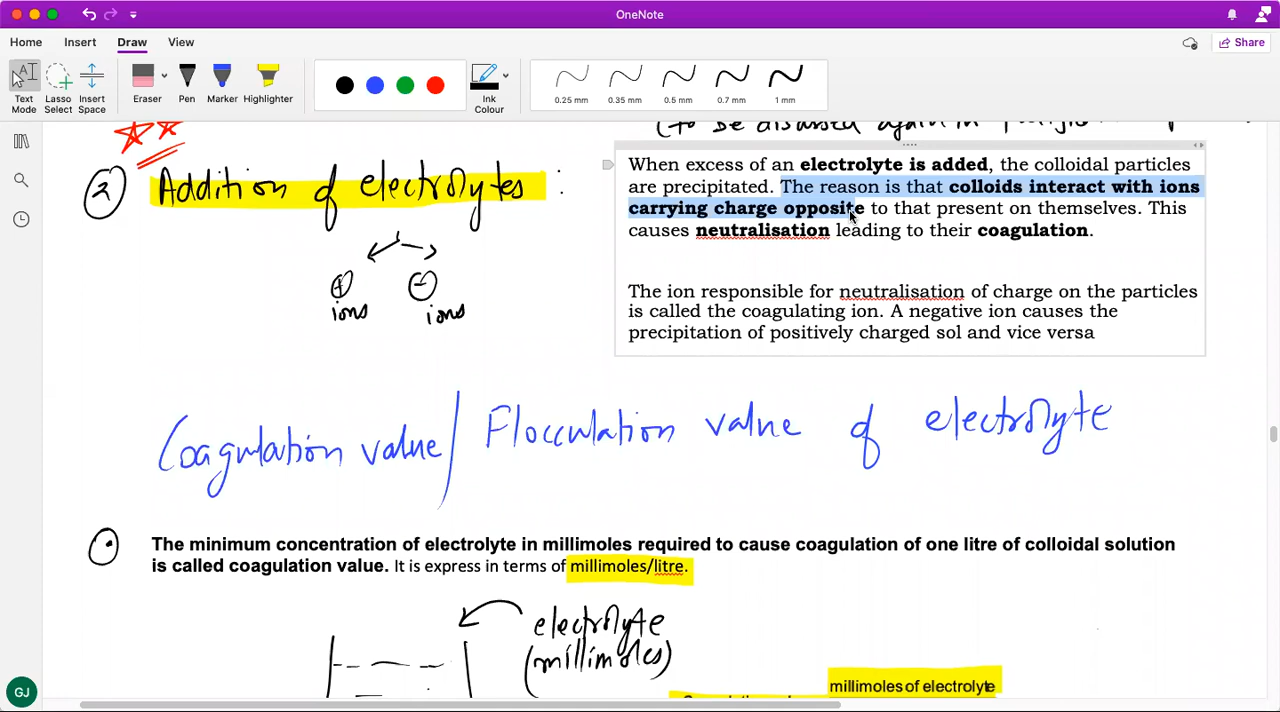 OneNote
Home Insert Draw View
Share
Text Mode
Lasso Select
Insert Space
Eraser
Pen
Marker
Highlighter
Ink Colour
0.25 mm
0.35 mm
0.5 mm
0.7 mm
1 mm
(to be discussed again in
When excess of an electrolyte is added, the colloidal particles
are precipitated. The reason is that colloids interact with ions
carrying charge opposite to that present on themselves. This
causes neutralisation leading to their coagulation.
The ion responsible for neutralisation of charge on the particles
is called the coagulating ion. A negative ion causes the
precipitation of positively charged sol and vice versa
2 Addition of electrolytes :
+ −
ions ions
Coagulation value / Flocculation value of electrolyte
The minimum concentration of electrolyte in millimoles required to cause coagulation of one litre of colloidal solution
is called coagulation value. It is express in terms of millimoles/litre.
electrolyte
(millimoles)
millimoles of electrolyte
GJ